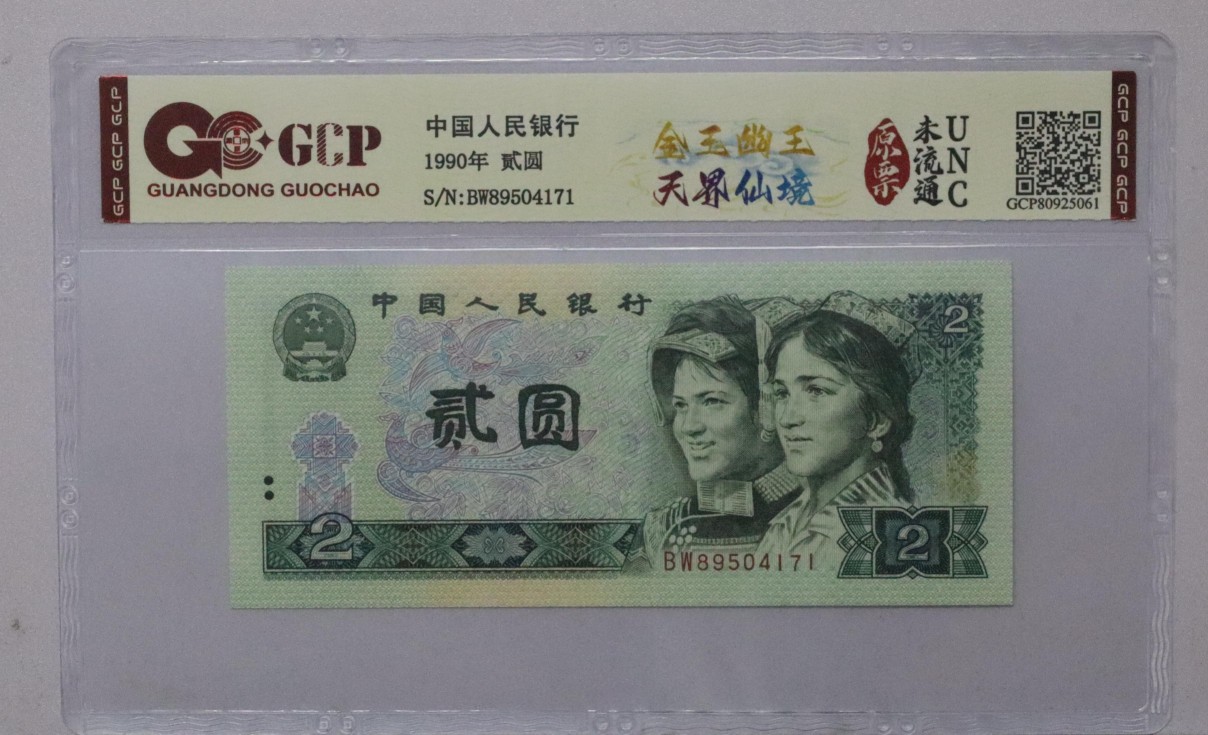 GCP GCP GCP
GCP
GUANGDONG GUOCHAO
中国人民银行
1990年 贰圆
S/N:BW89504171
金王幽王
天界仙境
原票
未流通
UNC
GCP80925061
GCP GCP GCP
中国人民银行
2
贰圆
2
BW89504171
2